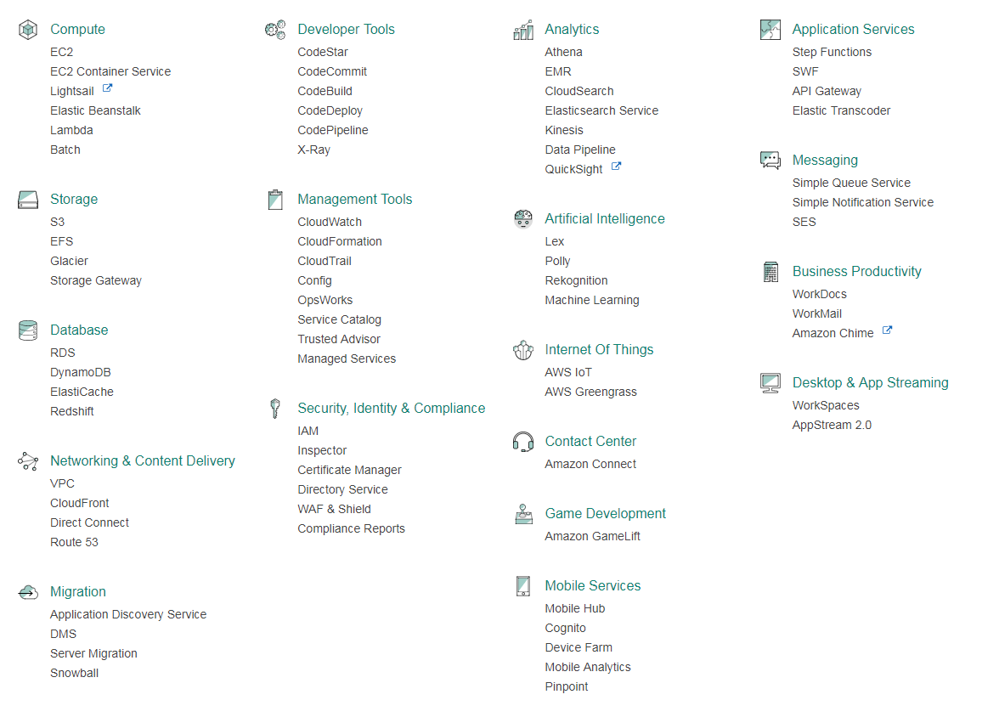 Compute
EC2
EC2 Container Service
Lightsail
Elastic Beanstalk
Lambda
Batch
Storage
S3
EFS
Glacier
Storage Gateway
Database
RDS
DynamoDB
ElastiCache
Redshift
Networking & Content Delivery
VPC
CloudFront
Direct Connect
Route 53
Migration
Application Discovery Service
DMS
Server Migration
Snowball
Developer Tools
CodeStar
CodeCommit
CodeBuild
CodeDeploy
CodePipeline
X-Ray
Management Tools
CloudWatch
CloudFormation
CloudTrail
Config
OpsWorks
Service Catalog
Trusted Advisor
Managed Services
Security, Identity & Compliance
IAM
Inspector
Certificate Manager
Directory Service
WAF & Shield
Compliance Reports
Analytics
Athena
EMR
CloudSearch
Elasticsearch Service
Kinesis
Data Pipeline
QuickSight
Artificial Intelligence
Lex
Polly
Rekognition
Machine Learning
Internet Of Things
AWS IoT
AWS Greengrass
Contact Center
Amazon Connect
Game Development
Amazon GameLift
Mobile Services
Mobile Hub
Cognito
Device Farm
Mobile Analytics
Pinpoint
Application Services
Step Functions
SWF
API Gateway
Elastic Transcoder
Messaging
Simple Queue Service
Simple Notification Service
SES
Business Productivity
WorkDocs
WorkMail
Amazon Chime
Desktop & App Streaming
WorkSpaces
AppStream 2.0